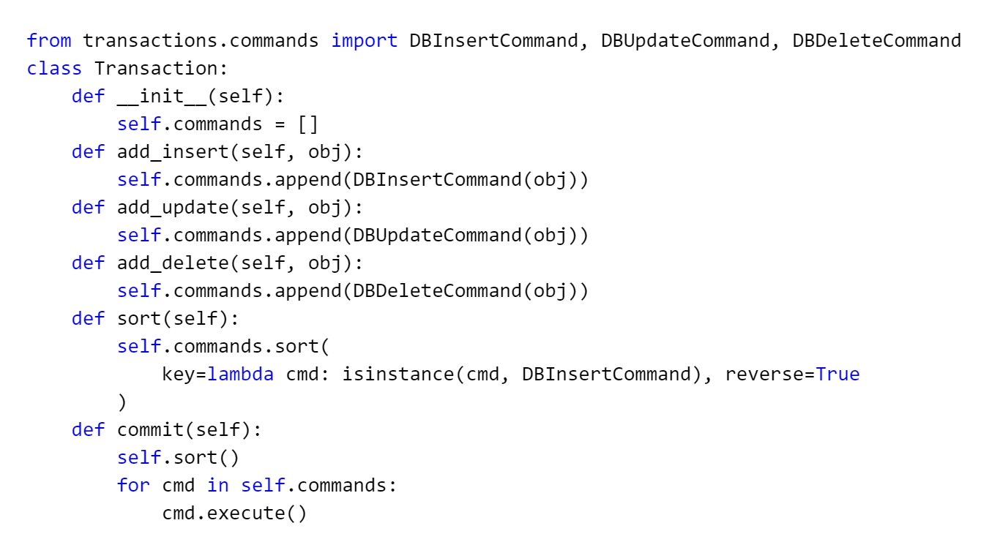 from transactions.commands import DBInsertCommand, DBUpdateCommand, DBDeleteCommand
class Transaction:
    def __init__(self):
        self.commands = []
    def add_insert(self, obj):
        self.commands.append(DBInsertCommand(obj))
    def add_update(self, obj):
        self.commands.append(DBUpdateCommand(obj))
    def add_delete(self, obj):
        self.commands.append(DBDeleteCommand(obj))
    def sort(self):
        self.commands.sort(
            key=lambda cmd: isinstance(cmd, DBInsertCommand), reverse=True
        )
    def commit(self):
        self.sort()
        for cmd in self.commands:
            cmd.execute()